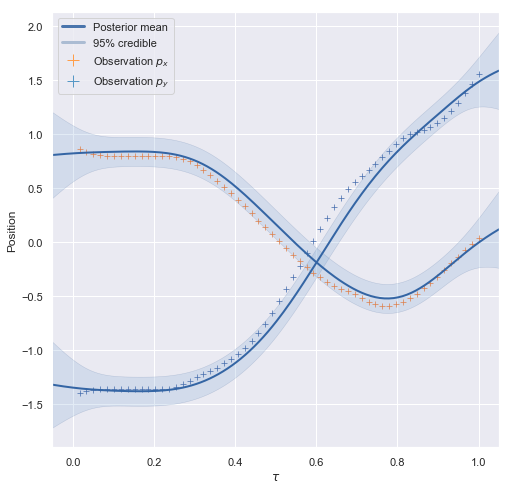 Posterior mean
95% credible
Observation pₓ
Observation p_y
2.0
1.5
1.0
0.5
0.0
−0.5
−1.0
−1.5
Position
0.0 0.2 0.4 0.6 0.8 1.0
τ